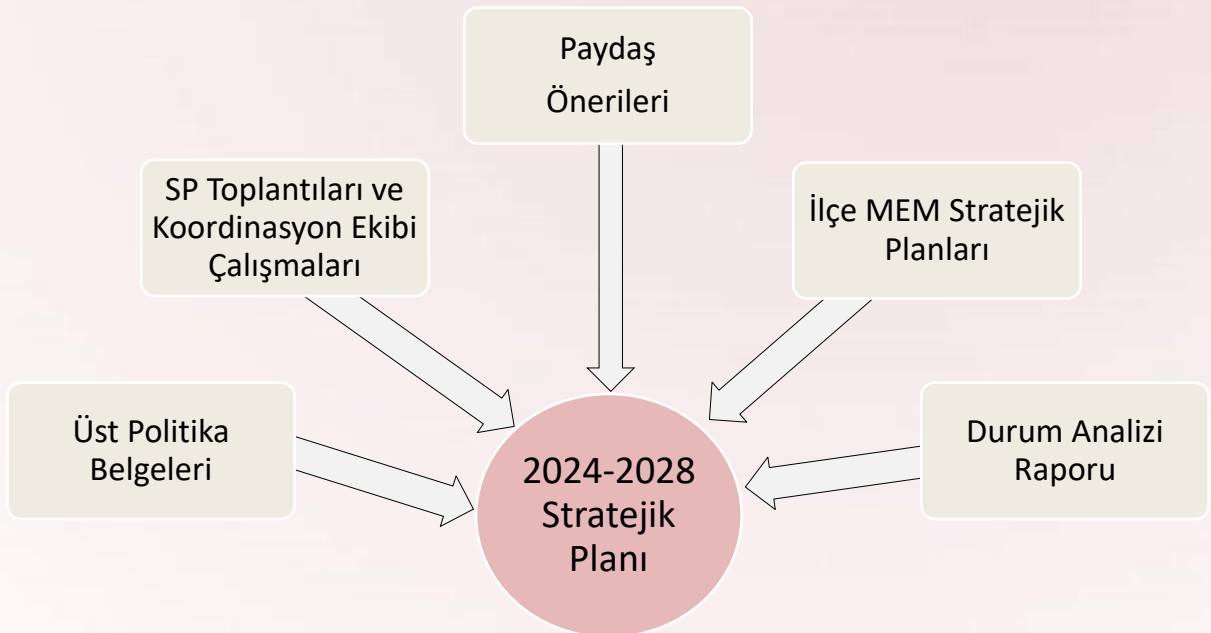 Paydaş
Önerileri
SP Toplantıları ve
Koordinasyon Ekibi
Çalışmaları
İlçe MEM Stratejik
Planları
Üst Politika
Belgeleri
Durum Analizi
Raporu
2024-2028
Stratejik
Planı